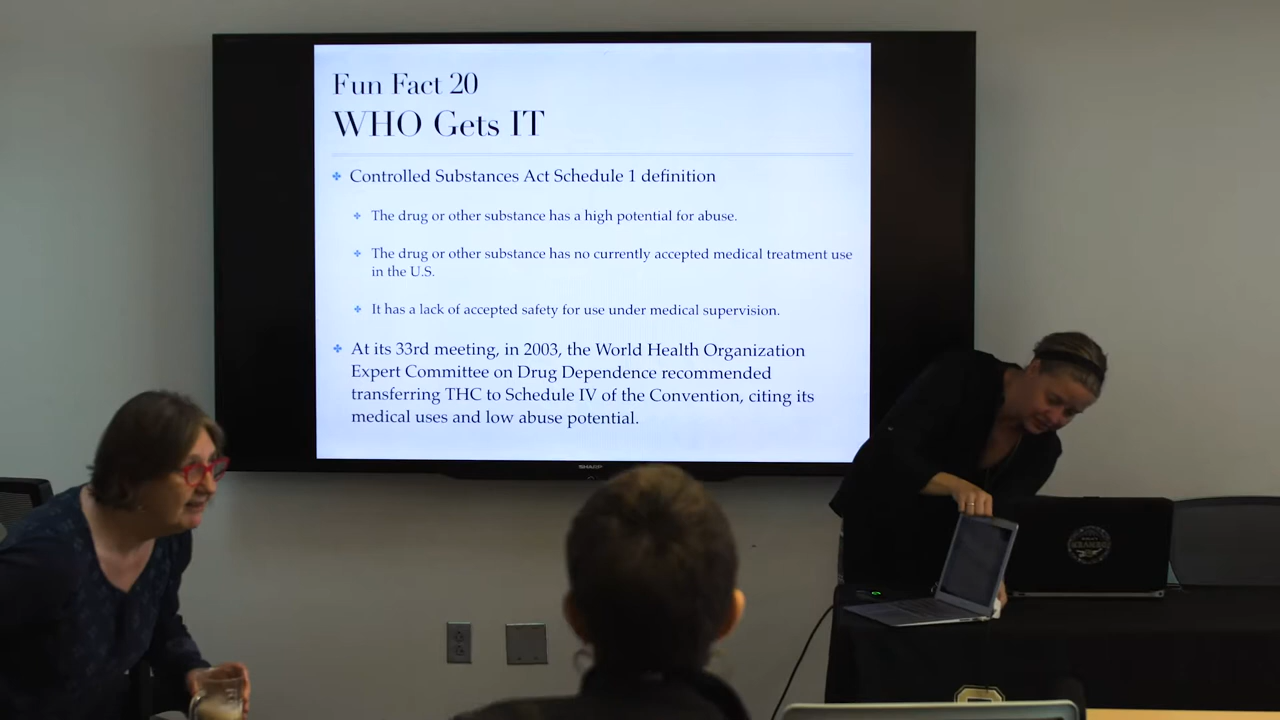 Fun Fact 20
WHO Gets IT
Controlled Substances Act Schedule 1 definition
The drug or other substance has a high potential for abuse.
The drug or other substance has no currently accepted medical treatment use
in the U.S.
It has a lack of accepted safety for use under medical supervision.
At its 33rd meeting, in 2003, the World Health Organization
Expert Committee on Drug Dependence recommended
transferring THC to Schedule IV of the Convention, citing its
medical uses and low abuse potential.
SHARP